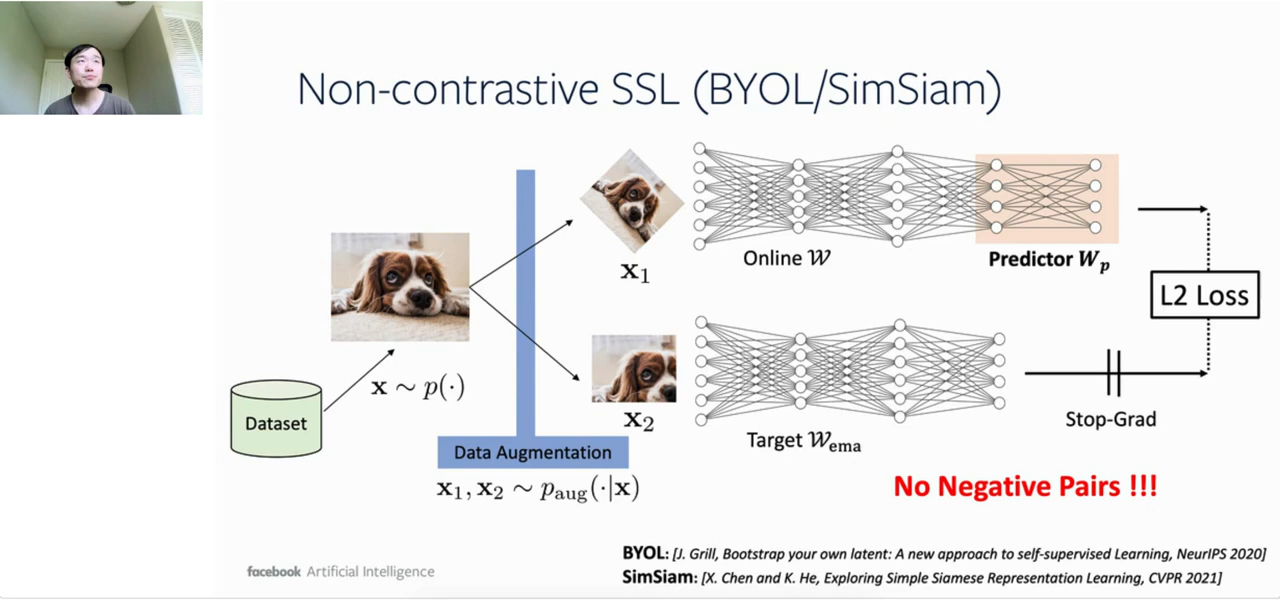 Non-contrastive SSL (BYOL/SimSiam)
x₁
Online 𝒲
Predictor W_p
L2 Loss
x ∼ p(·)
Dataset
x₂
Target 𝒲_ema
Stop-Grad
Data Augmentation
x₁, x₂ ∼ p_aug(·|x)
No Negative Pairs !!!
BYOL: [J. Grill, Bootstrap your own latent: A new approach to self-supervised Learning, NeurIPS 2020]
facebook Artificial Intelligence
SimSiam: [X. Chen and K. He, Exploring Simple Siamese Representation Learning, CVPR 2021]